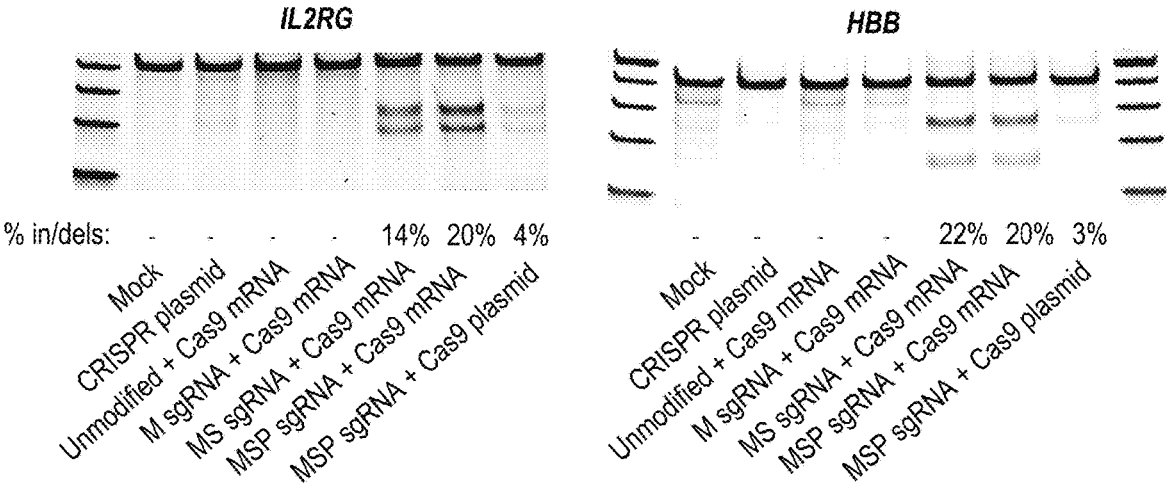 IL2RG
HBB
% in/dels: - - - - 14% 20% 4%
- - - - 22% 20% 3%
Mock
CRISPR plasmid
Unmodified + Cas9 mRNA
M sgRNA + Cas9 mRNA
MS sgRNA + Cas9 mRNA
MSP sgRNA + Cas9 mRNA
MSP sgRNA + Cas9 plasmid
Mock
CRISPR plasmid
Unmodified + Cas9 mRNA
M sgRNA + Cas9 mRNA
MS sgRNA + Cas9 mRNA
MSP sgRNA + Cas9 mRNA
MSP sgRNA + Cas9 plasmid